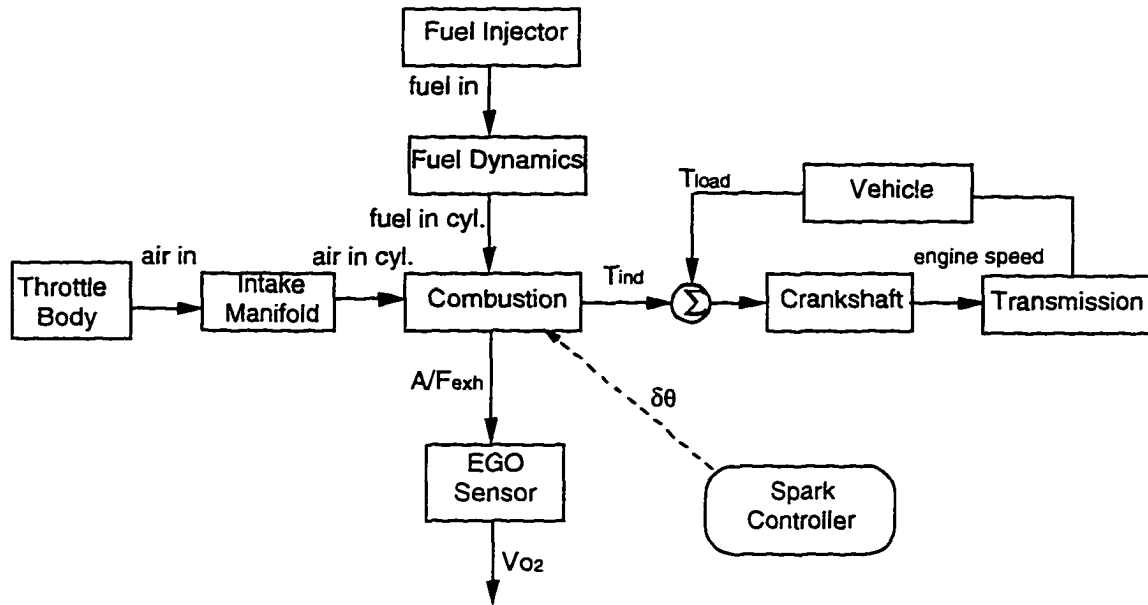 Fuel Injector
fuel in
Fuel Dynamics
fuel in cyl.
Tload
Vehicle
air in
air in cyl.
engine speed
Throttle
Body
Intake
Manifold
Combustion
Tind
Σ
Crankshaft
Transmission
A/Fexh
δθ
EGO
Sensor
Spark
Controller
VO2